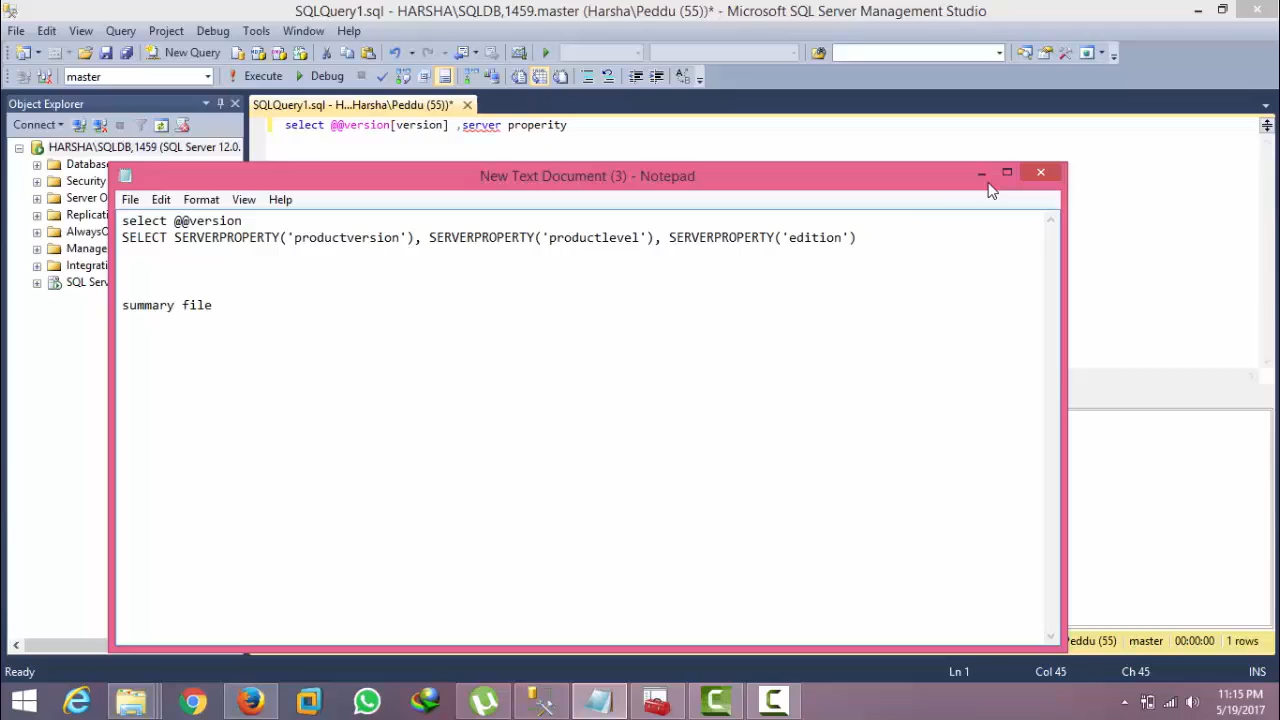 SQLQuery1.sql - HARSHA\SQLDB,1459.master (Harsha\Peddu (55))* - Microsoft SQL Server Management Studio
File Edit View Query Project Debug Tools Window Help
New Query
master Execute Debug
Object Explorer
SQLQuery1.sql - H...Harsha\Peddu (55))*
Connect
select @@version[version] ,server properity
HARSHA\SQLDB,1459 (SQL Server 12.0.
Databas
Security
Server O
Replicati
AlwaysO
Manage
Integrati
SQL Serv
New Text Document (3) - Notepad
File Edit Format View Help
select @@version
SELECT SERVERPROPERTY('productversion'), SERVERPROPERTY('productlevel'), SERVERPROPERTY('edition')
summary file
Peddu (55) master 00:00:00 1 rows
Ready Ln 1 Col 45 Ch 45 INS
11:15 PM
5/19/2017